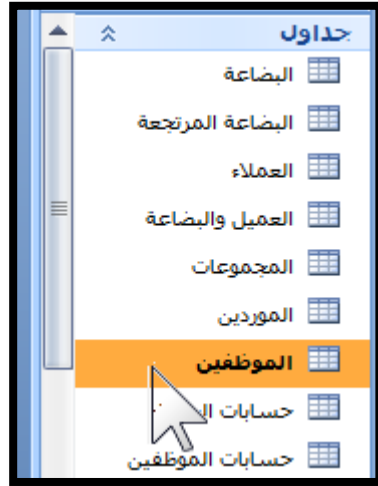 جداول
البضاعة
البضاعة المرتجعة
العملاء
العميل والبضاعة
المجموعات
الموردين
الموظفين
حسابات
حسابات الموظفين